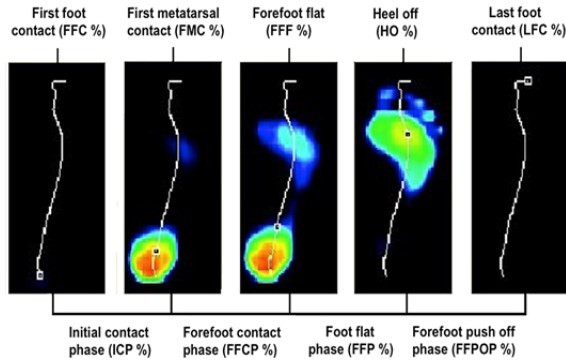 First foot
contact (FFC %)
First metatarsal
contact (FMC %)
Forefoot flat
(FFF %)
Heel off
(HO %)
Last foot
contact (LFC %)
Initial contact
phase (ICP %)
Forefoot contact
phase (FFCP %)
Foot flat
phase (FFP %)
Forefoot push off
phase (FFPOP %)